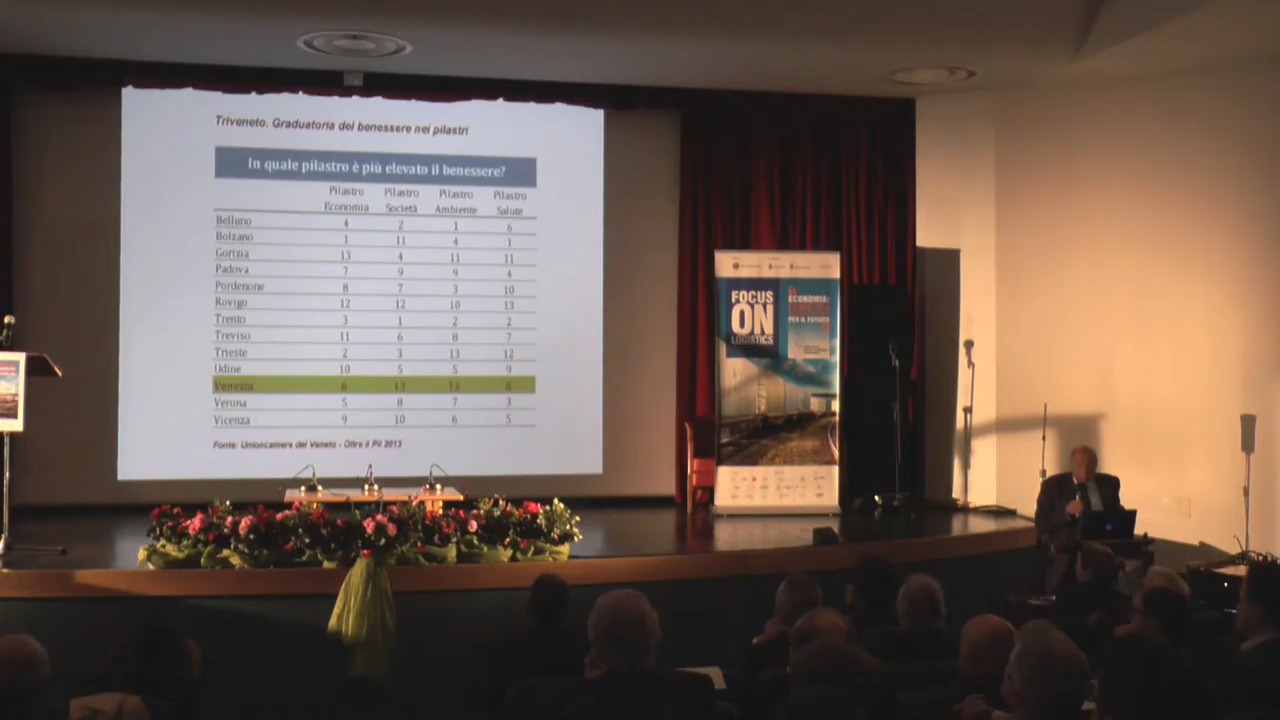 Triveneto. Graduatoria del benessere nei pilastri
In quale pilastro è più elevato il benessere?
Pilastro Economia Pilastro Società Pilastro Ambiente Pilastro Salute
Belluno 4 2 1 6
Bolzano 1 11 4 1
Gorizia 13 4 11 11
Padova 7 9 9 4
Pordenone 8 7 3 10
Rovigo 12 12 10 13
Trento 3 1 2 2
Treviso 11 6 8 7
Trieste 2 3 13 12
Udine 10 5 5 9
Venezia 6 13 12 8
Verona 5 8 7 3
Vicenza 9 10 6 5
Fonte: Unioncamere del Veneto - Oltre il Pil 2013
FOCUS
ON
LOGISTICS
ECONOMIA:
PER IL FUTURO